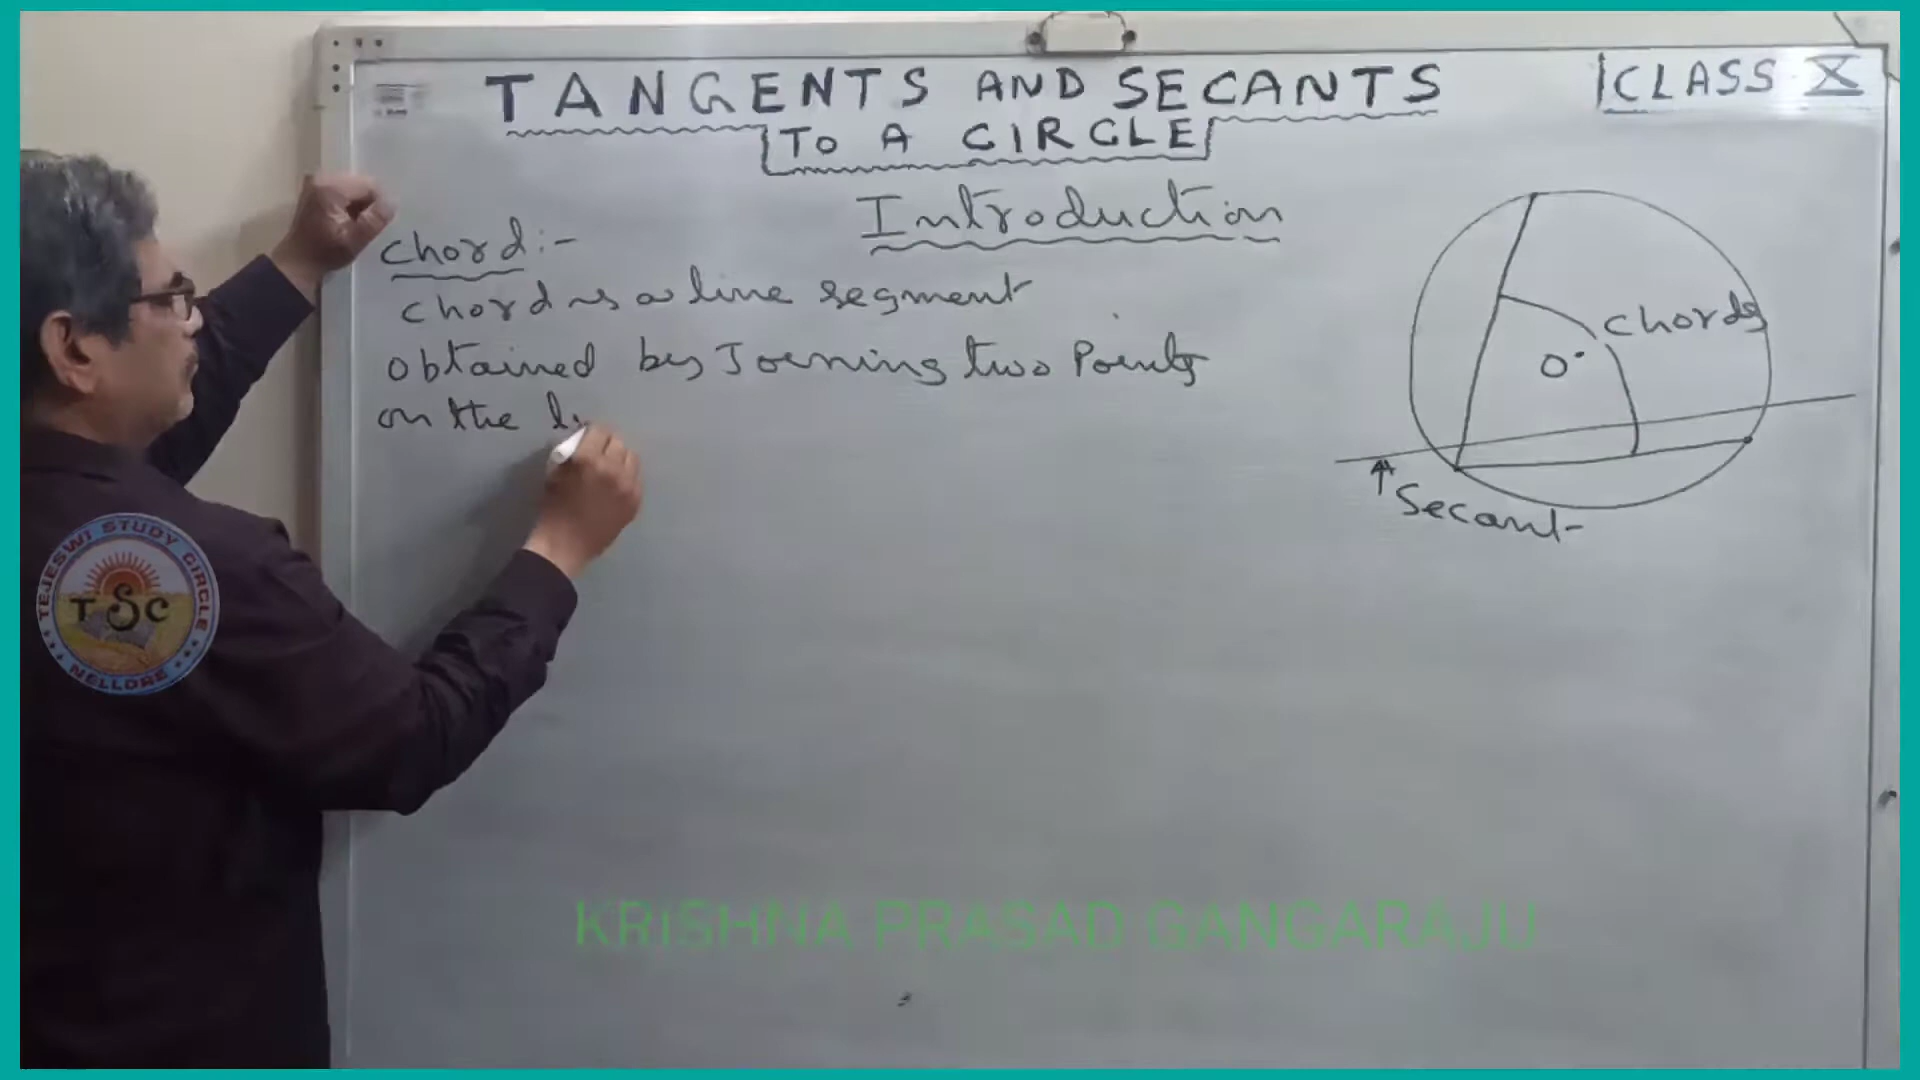 TANGENTS AND SECANTS
TO A CIRCLE
CLASS X
Introduction
chord:-
chord is a line segment
obtained by Joining two Points
on the
chords
O
Secant
TEJESWI STUDY CIRCLE
TSC
NELLORE
KRISHNA PRASAD GANGARAJU